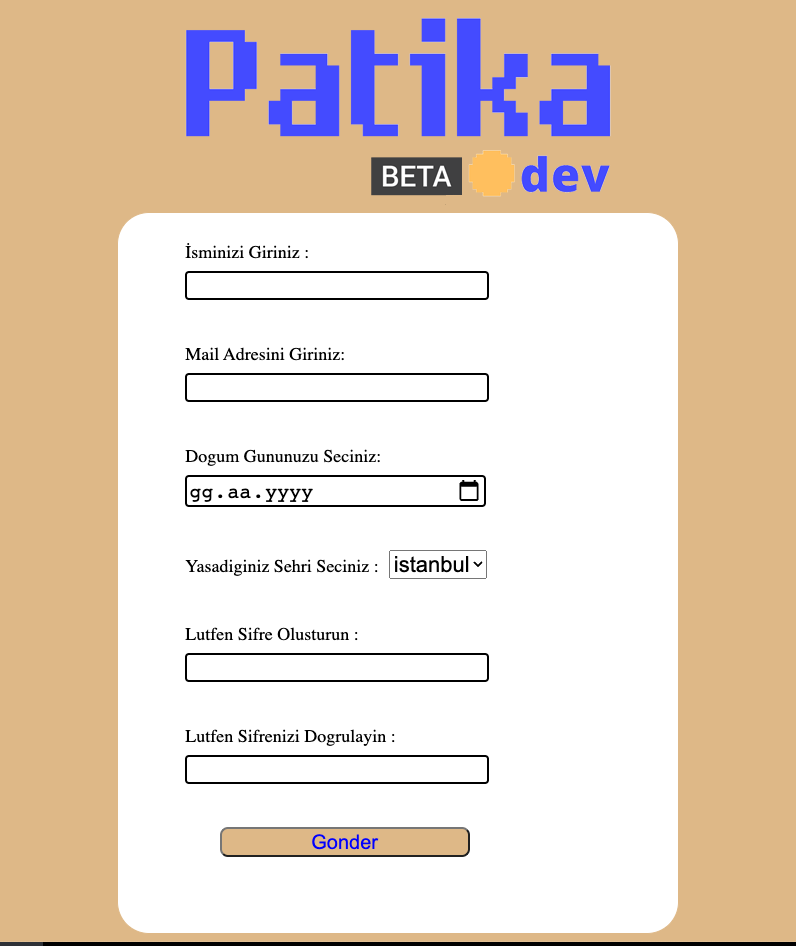 Patika
BETA dev
İsminizi Giriniz :
Mail Adresini Giriniz:
Dogum Gununuzu Seciniz:
gg.aa.yyyy
Yasadiginiz Sehri Seciniz : istanbul
Lutfen Sifre Olusturun :
Lutfen Sifrenizi Dogrulayin :
Gonder